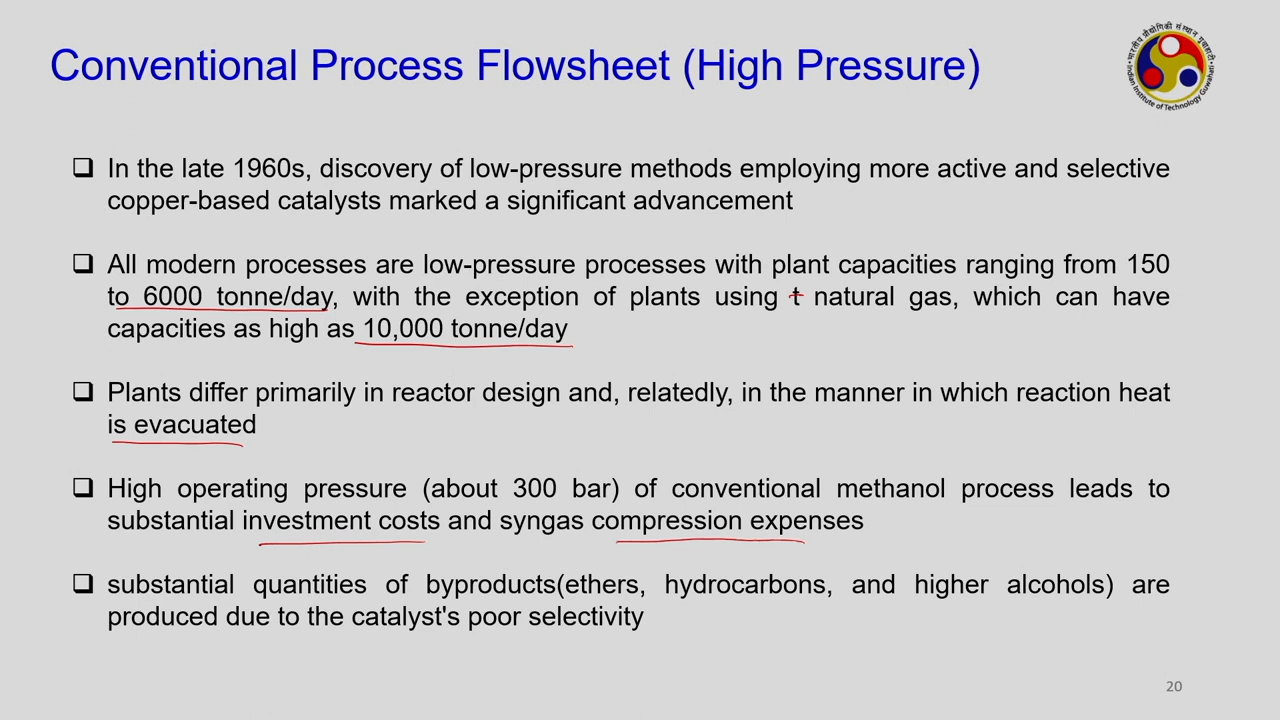 Conventional Process Flowsheet (High Pressure)
भारतीय प्रौद्योगिकी संस्थान गुवाहाटी
Indian Institute of Technology Guwahati
In the late 1960s, discovery of low-pressure methods employing more active and selective
copper-based catalysts marked a significant advancement
All modern processes are low-pressure processes with plant capacities ranging from 150
to 6000 tonne/day, with the exception of plants using t natural gas, which can have
capacities as high as 10,000 tonne/day
Plants differ primarily in reactor design and, relatedly, in the manner in which reaction heat
is evacuated
High operating pressure (about 300 bar) of conventional methanol process leads to
substantial investment costs and syngas compression expenses
substantial quantities of byproducts(ethers, hydrocarbons, and higher alcohols) are
produced due to the catalyst's poor selectivity
20